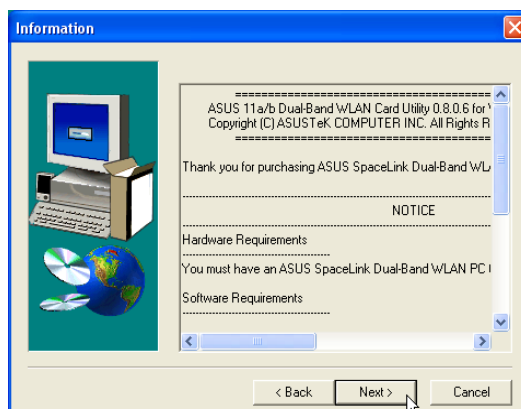 Information
==================================================
ASUS 11a/b Dual-Band WLAN Card Utility 0.8.0.6 for
Copyright (C) ASUSTeK COMPUTER INC. All Rights R
==================================================
Thank you for purchasing ASUS SpaceLink Dual-Band WL
--------------------------------------------------
NOTICE
Hardware Requirements
--------------------------------------------------
You must have an ASUS SpaceLink Dual-Band WLAN PC
Software Requirements
--------------------------------------------------
< Back
Next >
Cancel